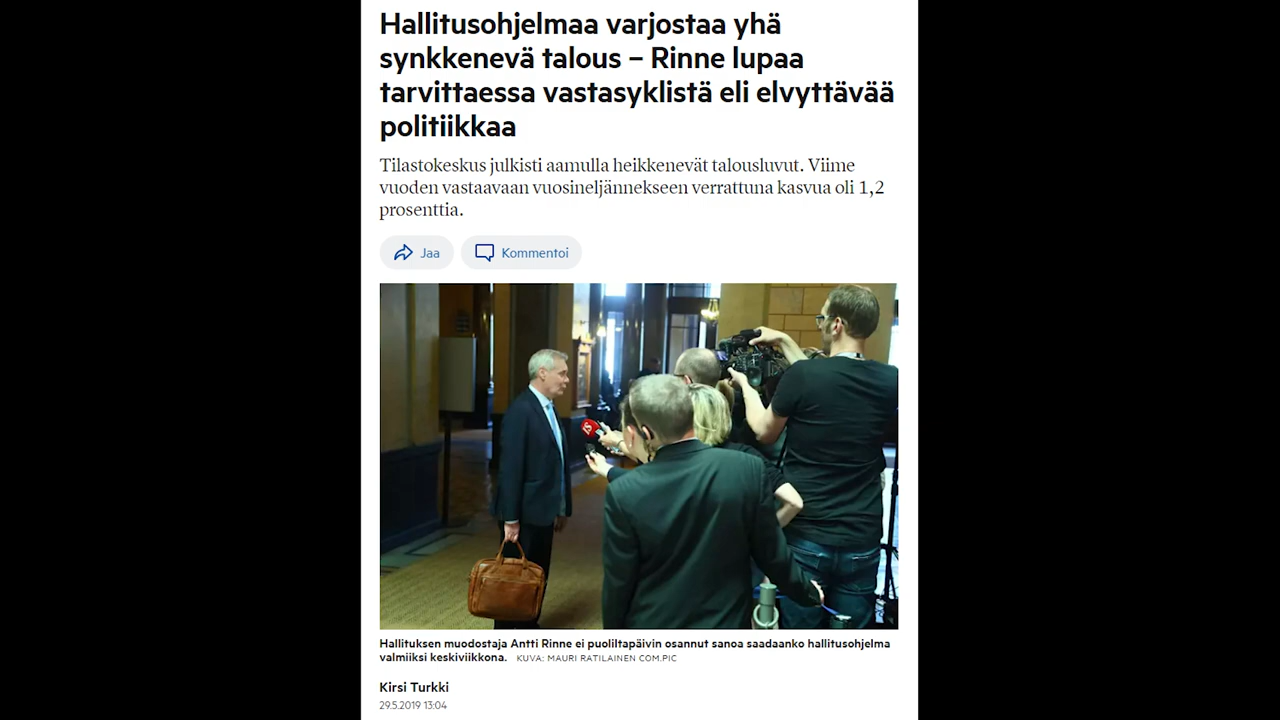 Hallitusohjelmaa varjostaa yhä
synkkenevä talous – Rinne lupaa
tarvittaessa vastasyklistä eli elvyttävää
politiikkaa
Tilastokeskus julkisti aamulla heikkenevät talousluvut. Viime
vuoden vastaavaan vuosineljännekseen verrattuna kasvua oli 1,2
prosenttia.
Jaa
Kommentoi
IS
Hallituksen muodostaja Antti Rinne ei puoliltapäivin osannut sanoa saadaanko hallitusohjelma
valmiiksi keskiviikkona. KUVA: MAURI RATILAINEN COM.PIC
Kirsi Turkki
29.5.2019 13:04